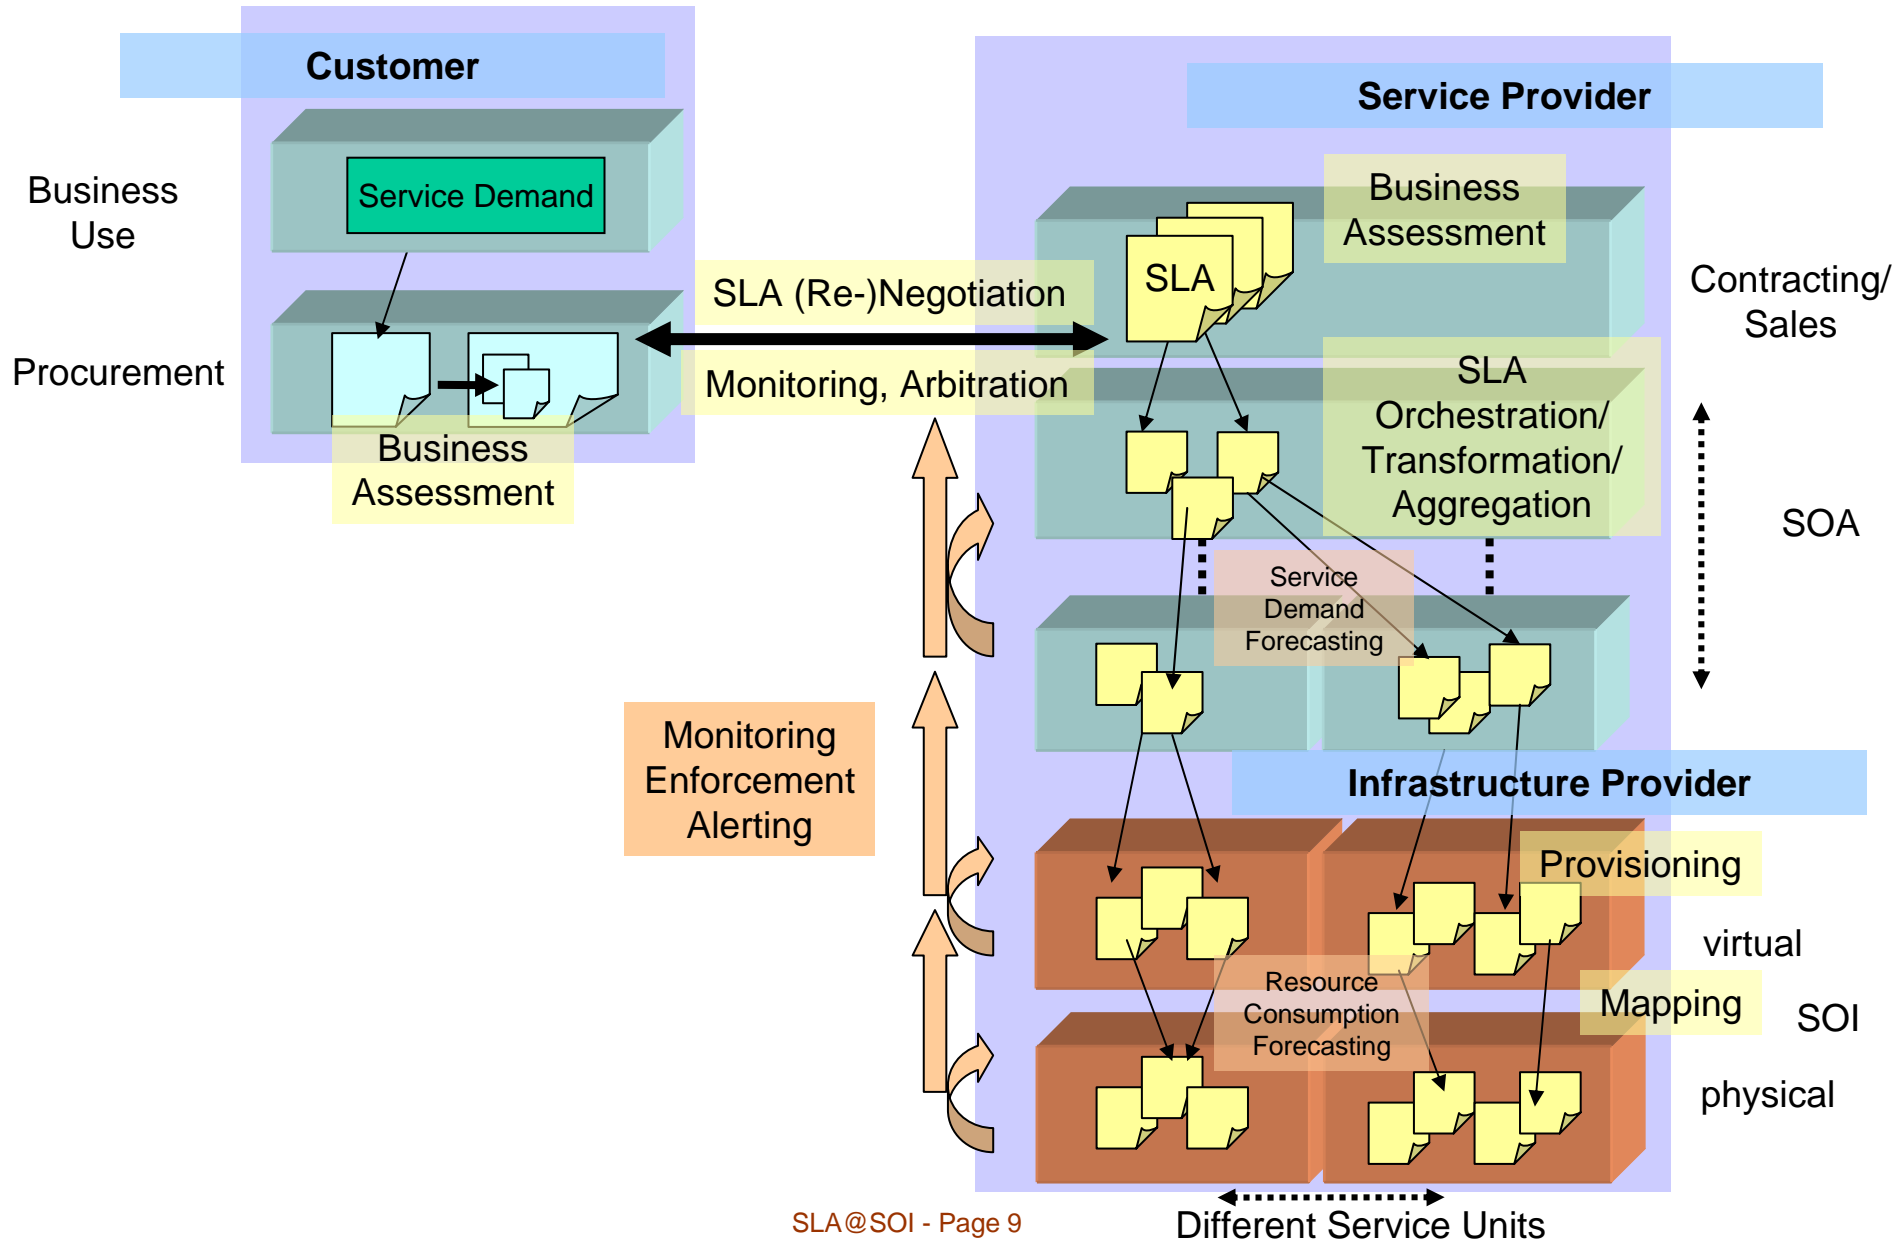 Customer
Service Provider
Business
Use
Service Demand
Business
Assessment
SLA
SLA (Re-)Negotiation
Contracting/
Sales
Procurement
Monitoring, Arbitration
Business
Assessment
SLA
Orchestration/
Transformation/
Aggregation
SOA
Service
Demand
Forecasting
Monitoring
Enforcement
Alerting
Infrastructure Provider
Provisioning
virtual
Resource
Consumption
Forecasting
Mapping
SOI
physical
SLA@SOI - Page 9
Different Service Units